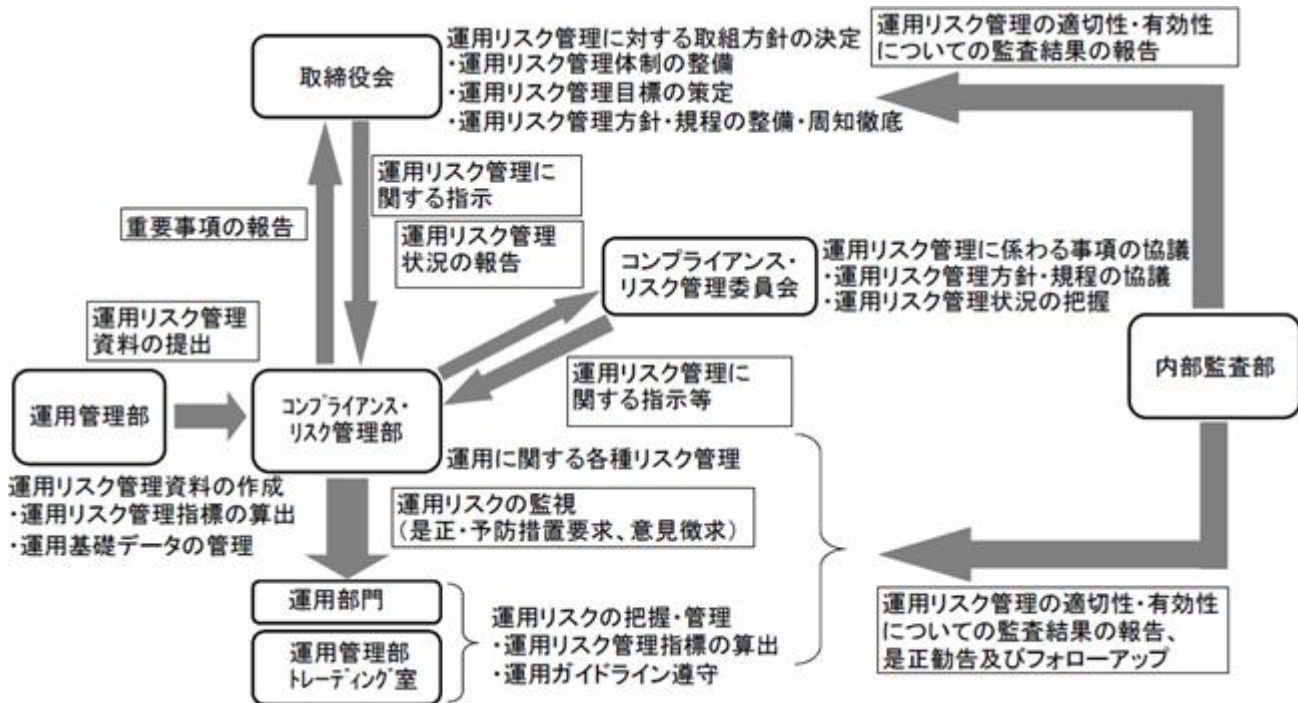 取締役会
運用リスク管理に対する取組方針の決定
・運用リスク管理体制の整備
・運用リスク管理目標の策定
・運用リスク管理方針・規程の整備・周知徹底
運用リスク管理の適切性・有効性
についての監査結果の報告
運用リスク管理に
関する指示
重要事項の報告
運用リスク管理
状況の報告
コンプライアンス・
リスク管理委員会
運用リスク管理に係わる事項の協議
・運用リスク管理方針・規程の協議
・運用リスク管理状況の把握
運用リスク管理
資料の提出
内部監査部
運用管理部
コンプライアンス・
リスク管理部
運用リスク管理に
関する指示等
運用に関する各種リスク管理
運用リスク管理資料の作成
・運用リスク管理指標の算出
・運用基礎データの管理
運用リスクの監視
(是正・予防措置要求、意見徴求)
運用部門
運用管理部
トレーディング室
運用リスクの把握・管理
・運用リスク管理指標の算出
・運用ガイドライン遵守
運用リスク管理の適切性・有効性
についての監査結果の報告、
是正勧告及びフォローアップ